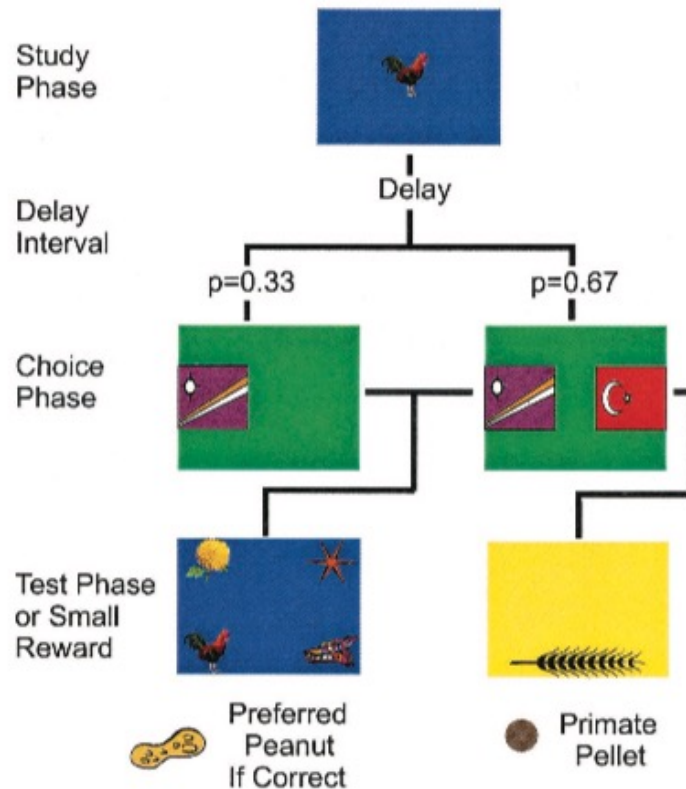 Study
Phase
Delay
Delay
Interval
p=0.33
p=0.67
Choice
Phase
Test Phase
or Small
Reward
Preferred
Peanut
If Correct
Primate
Pellet